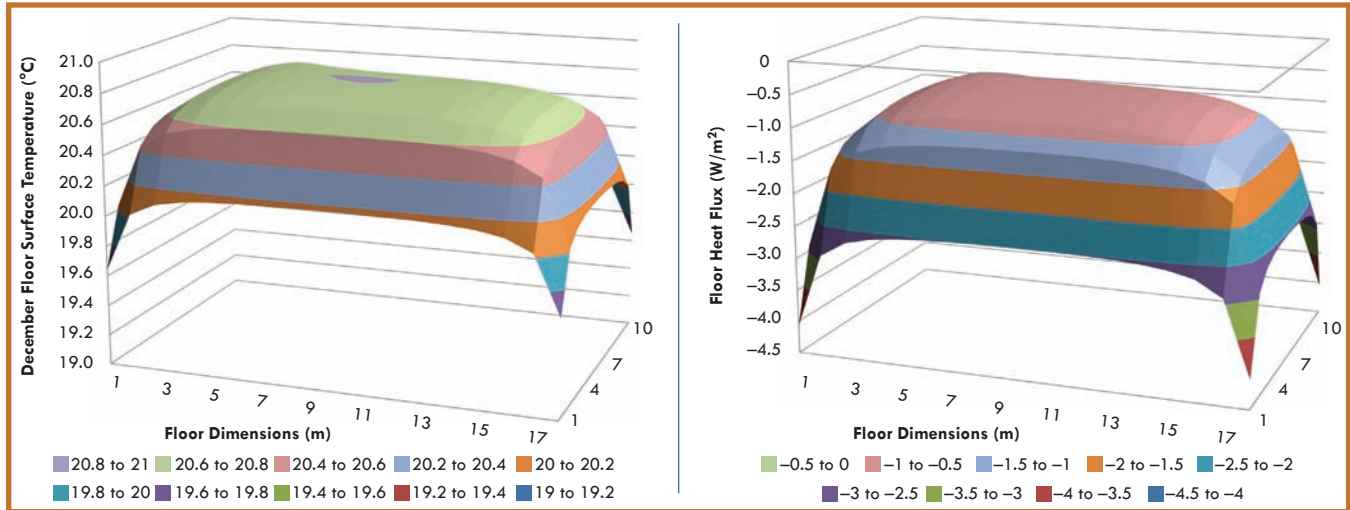 December Floor Surface Temperature (°C)
21.0
20.8
20.6
20.4
20.2
20.0
19.8
19.6
19.4
19.2
19.0
1 3 5 7 9 11 13 15 17
1 4 7 10
Floor Dimensions (m)
20.8 to 21 20.6 to 20.8 20.4 to 20.6 20.2 to 20.4 20 to 20.2
19.8 to 20 19.6 to 19.8 19.4 to 19.6 19.2 to 19.4 19 to 19.2
Floor Heat Flux (W/m²)
0
–0.5
–1.0
–1.5
–2.0
–2.5
–3.0
–3.5
–4.0
–4.5
1 3 5 7 9 11 13 15 17
1 4 7 10
Floor Dimensions (m)
–0.5 to 0 –1 to –0.5 –1.5 to –1 –2 to –1.5 –2.5 to –2
–3 to –2.5 –3.5 to –3 –4 to –3.5 –4.5 to –4